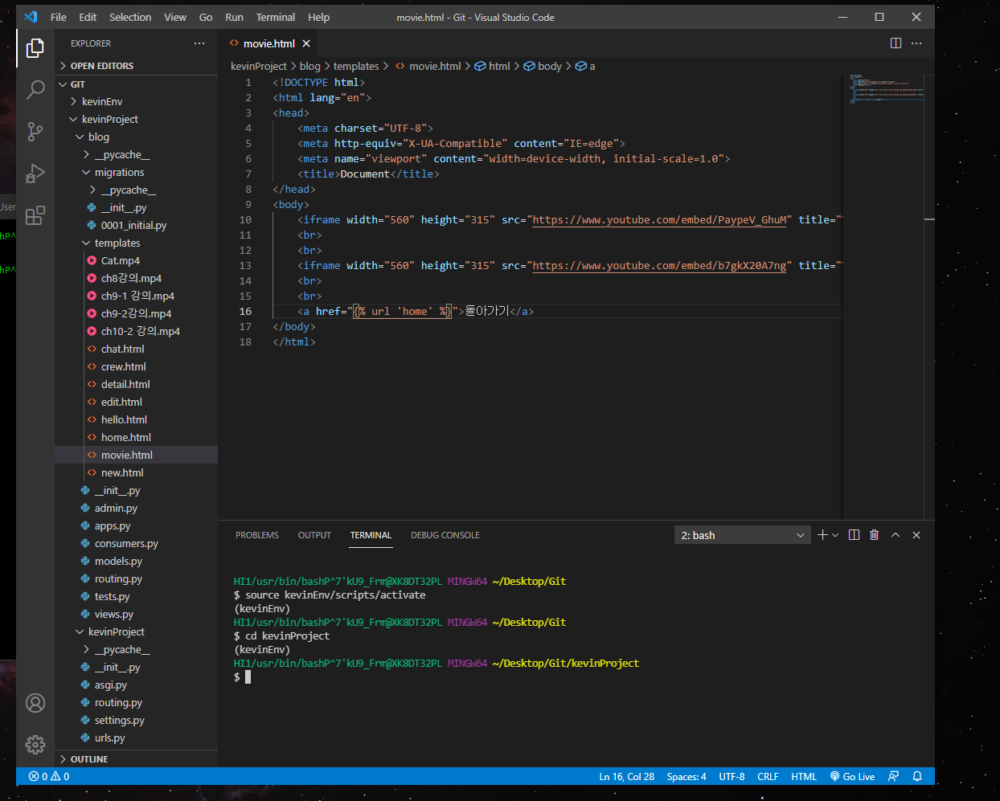 File Edit Selection View Go Run Terminal Help movie.html - Git - Visual Studio Code
EXPLORER
OPEN EDITORS
GIT
kevinEnv
kevinProject
blog
__pycache__
migrations
__pycache__
__init__.py
0001_initial.py
templates
Cat.mp4
ch8강의.mp4
ch9-1 강의.mp4
ch9-2강의.mp4
ch10-2 강의.mp4
chat.html
crew.html
detail.html
edit.html
hello.html
home.html
movie.html
new.html
__init__.py
admin.py
apps.py
consumers.py
models.py
routing.py
tests.py
views.py
kevinProject
__pycache__
__init__.py
asgi.py
routing.py
settings.py
urls.py
OUTLINE
movie.html
kevinProject > blog > templates > movie.html > html > body > a
1 <!DOCTYPE html>
2 <html lang="en">
3 <head>
4 <meta charset="UTF-8">
5 <meta http-equiv="X-UA-Compatible" content="IE=edge">
6 <meta name="viewport" content="width=device-width, initial-scale=1.0">
7 <title>Document</title>
8 </head>
9 <body>
10 <iframe width="560" height="315" src="https://www.youtube.com/embed/PaypeV_GhuM" title="
11 <br>
12 <br>
13 <iframe width="560" height="315" src="https://www.youtube.com/embed/b7gkX20A7ng" title="
14 <br>
15 <br>
16 <a href="{% url 'home' %}">돌아가기</a>
17 </body>
18 </html>
PROBLEMS OUTPUT TERMINAL DEBUG CONSOLE 2: bash
HI1/usr/bin/bashP^7'kU9_Frm@XK8DT32PL MINGW64 ~/Desktop/Git
$ source kevinEnv/scripts/activate
(kevinEnv)
HI1/usr/bin/bashP^7'kU9_Frm@XK8DT32PL MINGW64 ~/Desktop/Git
$ cd kevinProject
(kevinEnv)
HI1/usr/bin/bashP^7'kU9_Frm@XK8DT32PL MINGW64 ~/Desktop/Git/kevinProject
$
0 0 Ln 16, Col 28 Spaces: 4 UTF-8 CRLF HTML Go Live